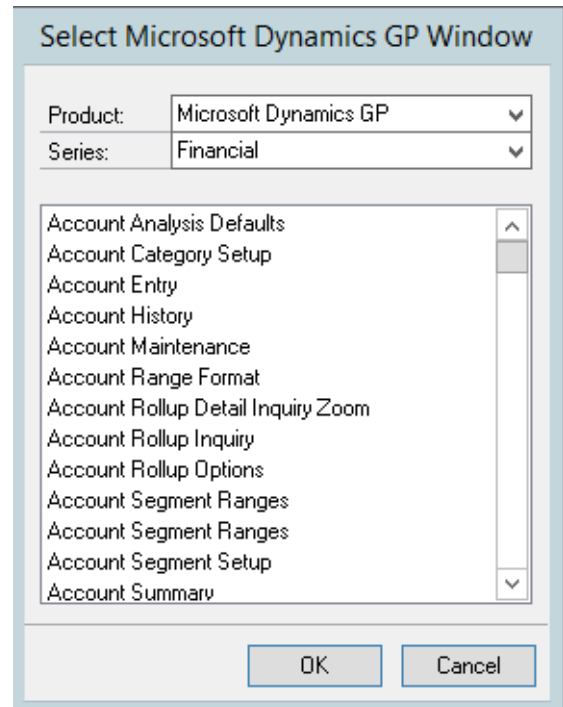 Select Microsoft Dynamics GP Window
Product: Microsoft Dynamics GP
Series: Financial
Account Analysis Defaults
Account Category Setup
Account Entry
Account History
Account Maintenance
Account Range Format
Account Rollup Detail Inquiry Zoom
Account Rollup Inquiry
Account Rollup Options
Account Segment Ranges
Account Segment Ranges
Account Segment Setup
Account Summary
OK Cancel